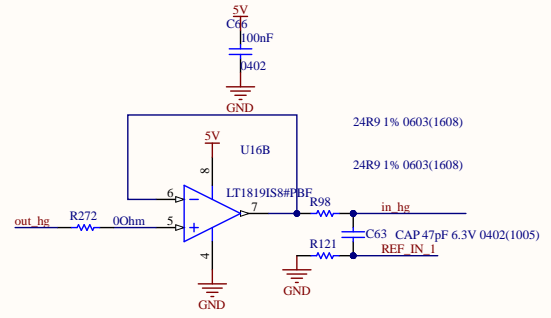 5V
C66
100nF
0402
GND
24R9 1% 0603(1608)
5V
U16B
24R9 1% 0603(1608)
8
LT1819IS8#PBF
6
7
R98
in_hg
out_hg
R272
0Ohm
5
C63
CAP 47pF 6.3V 0402(1005)
4
R121
REF_IN_1
GND
GND